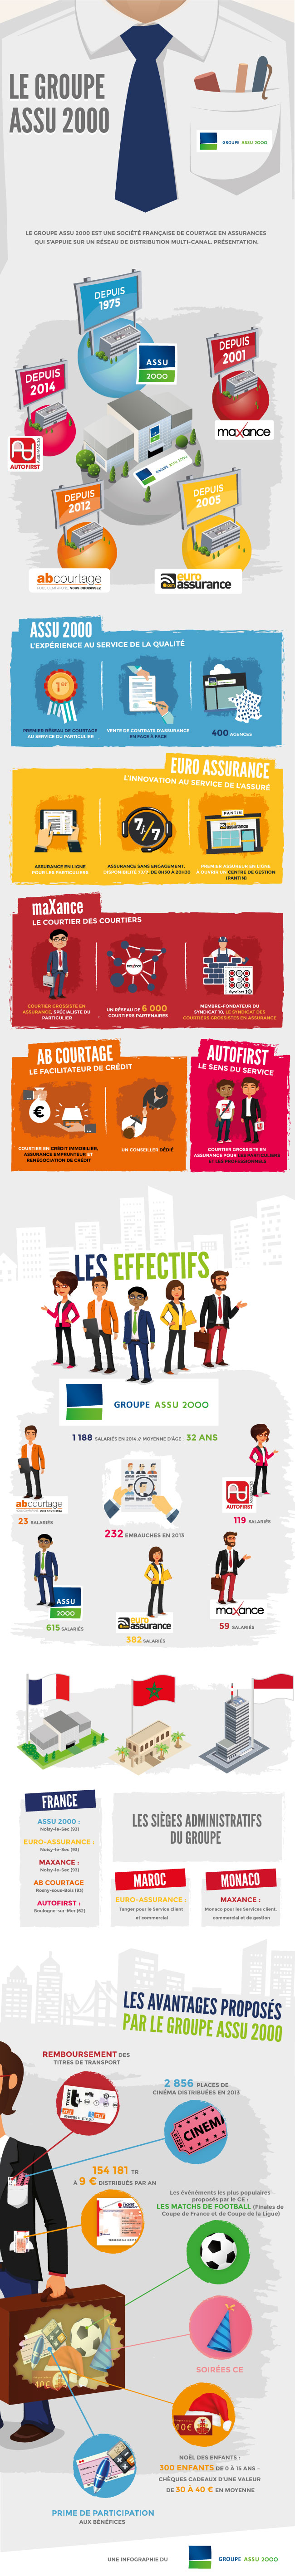 LE GROUPE
ASSU 2000
GROUPE ASSU 2000
LE GROUPE ASSU 2000 EST UNE SOCIÉTÉ FRANÇAISE DE COURTAGE EN ASSURANCES
QUI S'APPUIE SUR UN RÉSEAU DE DISTRIBUTION MULTI-CANAL. PRÉSENTATION.
DEPUIS
1975
ASSU
2000
DEPUIS
2001
maxance
DEPUIS
2014
AUTOFIRST
GROUPE ASSU 2000
DEPUIS
2012
abcourtage
DEPUIS
2005
euro
assurance
ASSU 2000
L'EXPÉRIENCE AU SERVICE DE LA QUALITÉ
PREMIER RÉSEAU DE COURTAGE
AU SERVICE DU PARTICULIER
VENTE DE CONTRATS D'ASSURANCE
EN FACE À FACE
400 AGENCES
EURO ASSURANCE
L'INNOVATION AU SERVICE DE L'ASSURÉ
7/7
PANTIN
ASSURANCE EN LIGNE
POUR LES PARTICULIERS
ASSURANCE SANS ENGAGEMENT,
DISPONIBILITÉ 7J/7, DE 8H30 À 20H30
PREMIER ASSUREUR EN LIGNE
À OUVRIR UN CENTRE DE GESTION
(PANTIN)
maXance
LE COURTIER DES COURTIERS
Syndicat 10
COURTIER GROSSISTE EN
ASSURANCE, SPÉCIALISTE DU
PARTICULIER
UN RÉSEAU DE 6 000
COURTIERS PARTENAIRES
MEMBRE-FONDATEUR DU
SYNDICAT 10, LE SYNDICAT DES
COURTIERS GROSSISTES EN ASSURANCE
AB COURTAGE
LE FACILITATEUR DE CRÉDIT
€
COURTIER EN CRÉDIT IMMOBILIER,
ASSURANCE EMPRUNTEUR ET
RENÉGOCIATION DE CRÉDIT
UN CONSEILLER DÉDIÉ
AUTOFIRST
LE SENS DU SERVICE
COURTIER GROSSISTE EN
ASSURANCE POUR LES PARTICULIERS
ET LES PROFESSIONNELS
LES EFFECTIFS
GROUPE ASSU 2000
1 188 SALARIÉS EN 2014 // MOYENNE D'ÂGE : 32 ANS
abcourtage
23 SALARIÉS
232 EMBAUCHES EN 2013
AUTOFIRST
119 SALARIÉS
ASSU
2000
615 SALARIÉS
euro
assurance
382 SALARIÉS
maxance
59 SALARIÉS
FRANCE
ASSU 2000 :
Noisy-le-Sec (93)
EURO-ASSURANCE :
Noisy-le-Sec (93)
MAXANCE :
Noisy-le-Sec (93)
AB COURTAGE
Rosny-sous-Bois (93)
AUTOFIRST :
Boulogne-sur-Mer (62)
LES SIÈGES ADMINISTRATIFS
DU GROUPE
MAROC
EURO-ASSURANCE :
Tanger pour le Service client
et commercial
MONACO
MAXANCE :
Monaco pour les Services client,
commercial et de gestion
LES AVANTAGES PROPOSÉS
PAR LE GROUPE ASSU 2000
REMBOURSEMENT DES
TITRES DE TRANSPORT
TICKET
2 856 PLACES DE
CINÉMA DISTRIBUÉES EN 2013
CINEMA
154 181 TR
À 9 € DISTRIBUÉS PAR AN
Les événements les plus populaires
proposés par le CE :
LES MATCHS DE FOOTBALL (Finales de
Coupe de France et de Coupe de la Ligue)
SOIRÉES CE
40€
40€
NOËL DES ENFANTS :
300 ENFANTS DE 0 À 15 ANS -
CHÈQUES CADEAUX D'UNE VALEUR
DE 30 À 40 € EN MOYENNE
PRIME DE PARTICIPATION
AUX BÉNÉFICES
UNE INFOGRAPHIE DU
GROUPE ASSU 2000